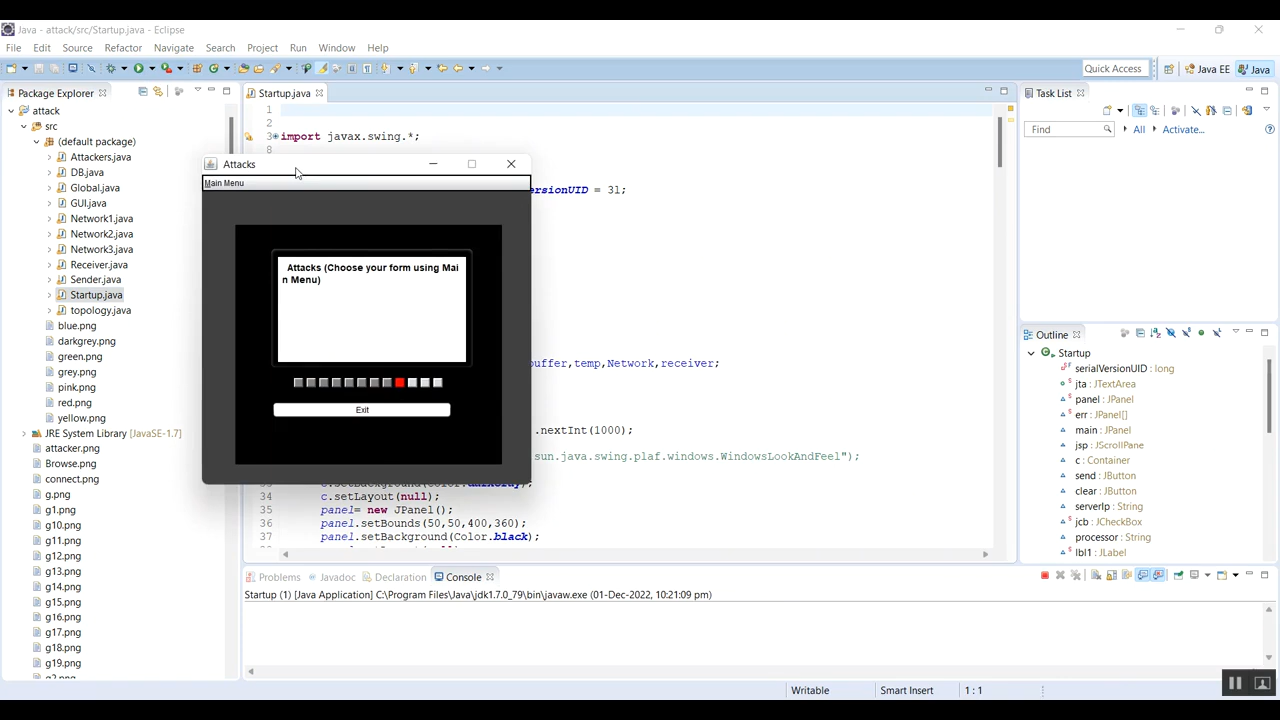 Java - attack/src/Startup.java - Eclipse
File Edit Source Refactor Navigate Search Project Run Window Help
Quick Access
Java EE
Java
Package Explorer
attack
src
(default package)
Attackers.java
DB.java
Global.java
GUI.java
Network1.java
Network2.java
Network3.java
Receiver.java
Sender.java
Startup.java
topology.java
blue.png
darkgrey.png
green.png
grey.png
pink.png
red.png
yellow.png
JRE System Library [JavaSE-1.7]
attacker.png
Browse.png
connect.png
g.png
g1.png
g10.png
g11.png
g12.png
g13.png
g14.png
g15.png
g16.png
g17.png
g18.png
g19.png
Startup.java
1
2
3 import javax.swing.*;
8
ersionUID = 3l;
uffer,temp,Network,receiver;
.nextInt(1000);
sun.java.swing.plaf.windows.WindowsLookAndFeel");
34 c.setLayout(null);
35 panel= new JPanel();
36 panel.setBounds(50,50,400,360);
37 panel.setBackground(Color.black);
Attacks
Main Menu
Attacks (Choose your form using Mai
n Menu)
Exit
Task List
Find
All
Activate...
Outline
Startup
serialVersionUID : long
jta : JTextArea
panel : JPanel
err : JPanel[]
main : JPanel
jsp : JScrollPane
c : Container
send : JButton
clear : JButton
serverIp : String
jcb : JCheckBox
processor : String
lbl1 : JLabel
Problems Javadoc Declaration Console
Startup (1) [Java Application] C:\Program Files\Java\jdk1.7.0_79\bin\javaw.exe (01-Dec-2022, 10:21:09 pm)
Writable
Smart Insert
1 : 1